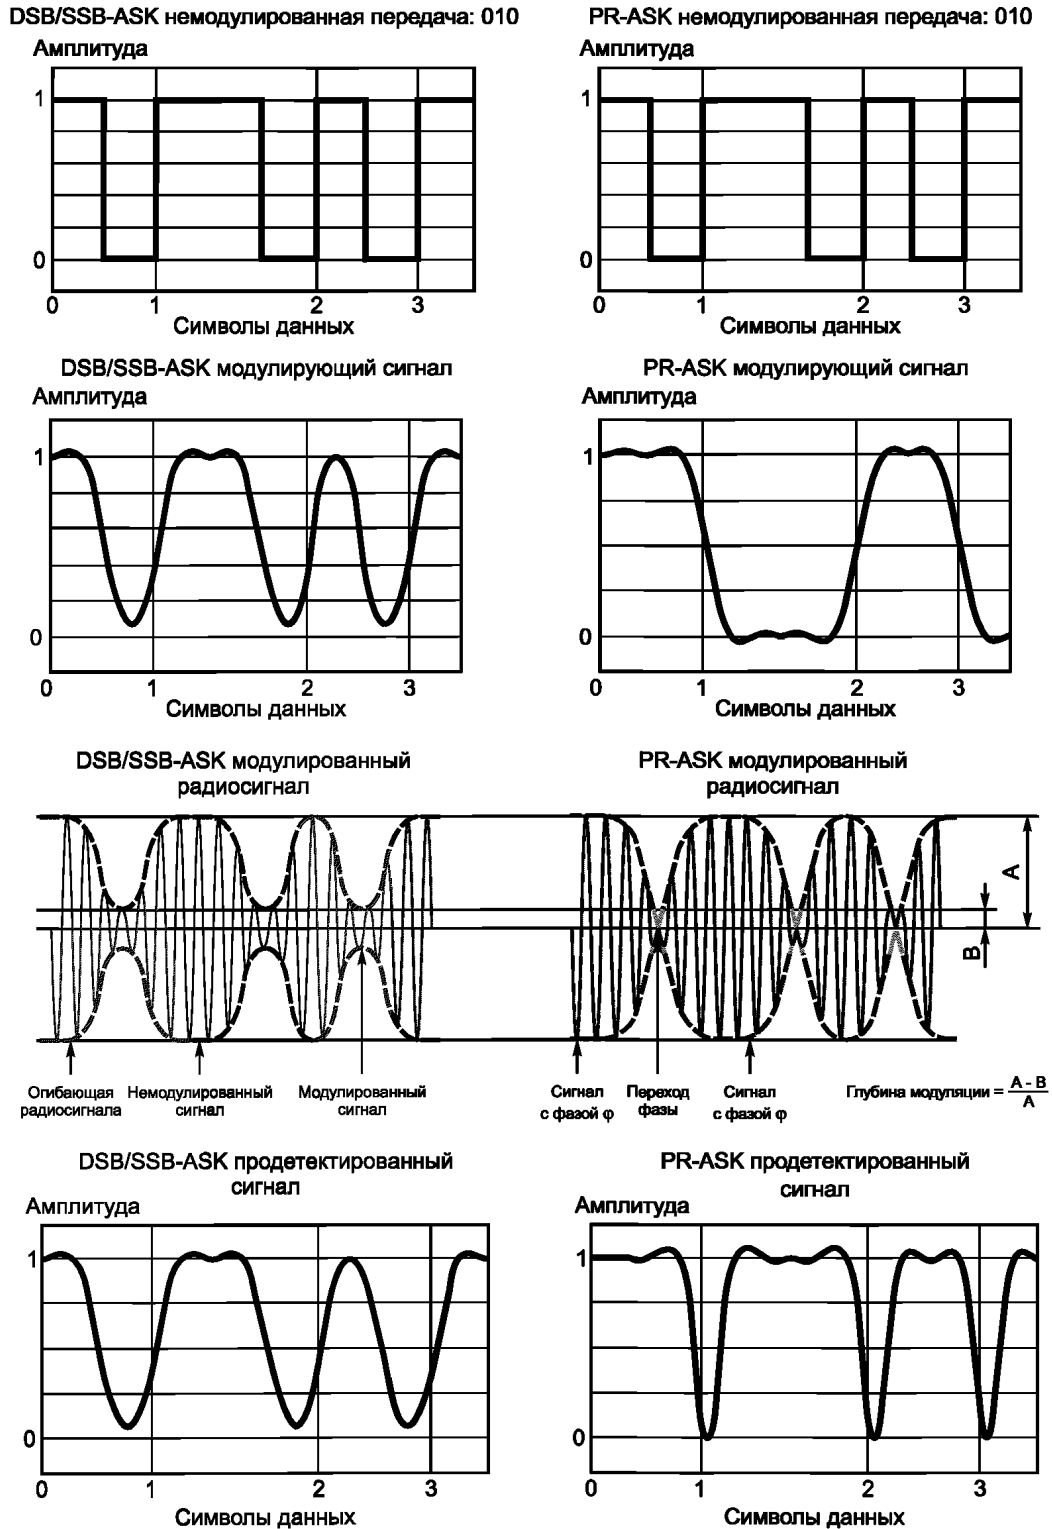 DSB/SSB-ASK немодулированная передача: 010
Амплитуда
1
0
0 1 2 3
Символы данных
PR-ASK немодулированная передача: 010
Амплитуда
1
0
0 1 2 3
Символы данных
DSB/SSB-ASK модулирующий сигнал
Амплитуда
1
0
0 1 2 3
Символы данных
PR-ASK модулирующий сигнал
Амплитуда
1
0
0 1 2 3
Символы данных
DSB/SSB-ASK модулированный
радиосигнал
Огибающая
радиосигнала
Немодулированный
сигнал
Модулированный
сигнал
PR-ASK модулированный
радиосигнал
A
B
Сигнал
с фазой φ
Переход
фазы
Сигнал
с фазой φ
Глубина модуляции = A - B
A
DSB/SSB-ASK продетектированный
сигнал
Амплитуда
1
0
0 1 2 3
Символы данных
PR-ASK продетектированный
сигнал
Амплитуда
1
0
0 1 2 3
Символы данных